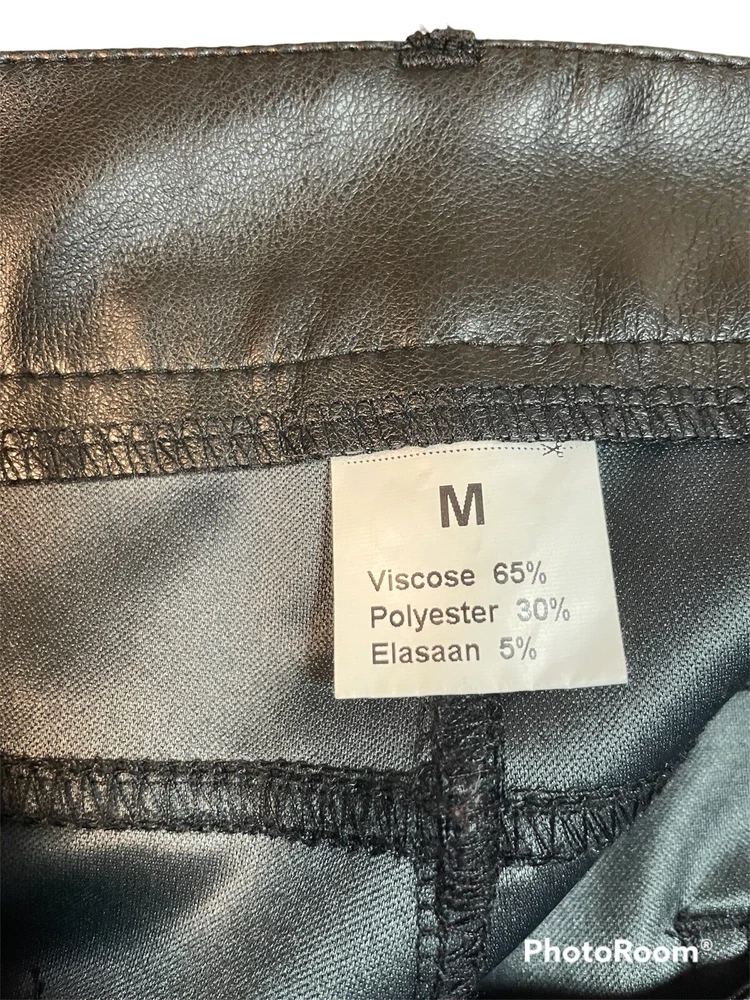 M
Viscose 65%
Polyester 30%
Elasaan 5%
PhotoRoom®